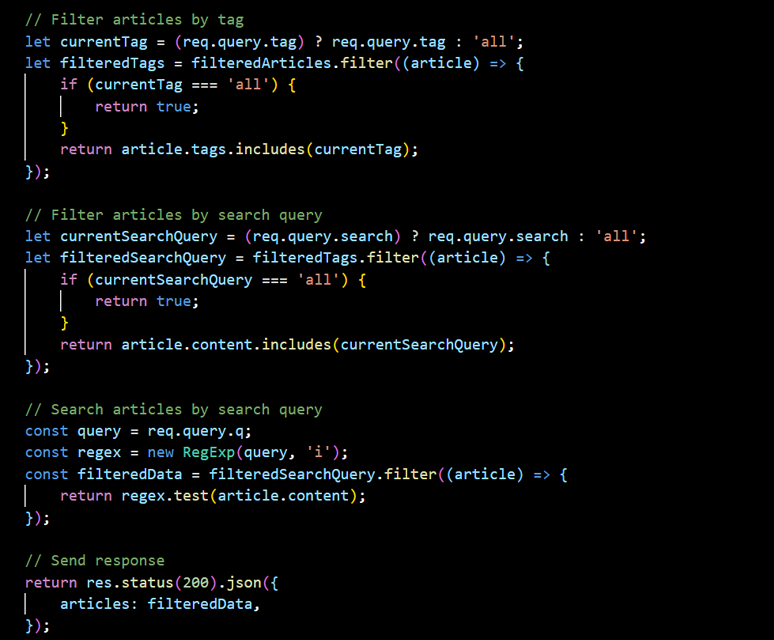 // Filter articles by tag
let currentTag = (req.query.tag) ? req.query.tag : 'all';
let filteredTags = filteredArticles.filter((article) => {
    if (currentTag === 'all') {
        return true;
    }
    return article.tags.includes(currentTag);
});

// Filter articles by search query
let currentSearchQuery = (req.query.search) ? req.query.search : 'all';
let filteredSearchQuery = filteredTags.filter((article) => {
    if (currentSearchQuery === 'all') {
        return true;
    }
    return article.content.includes(currentSearchQuery);
});

// Search articles by search query
const query = req.query.q;
const regex = new RegExp(query, 'i');
const filteredData = filteredSearchQuery.filter((article) => {
    return regex.test(article.content);
});

// Send response
return res.status(200).json({
    articles: filteredData,
});